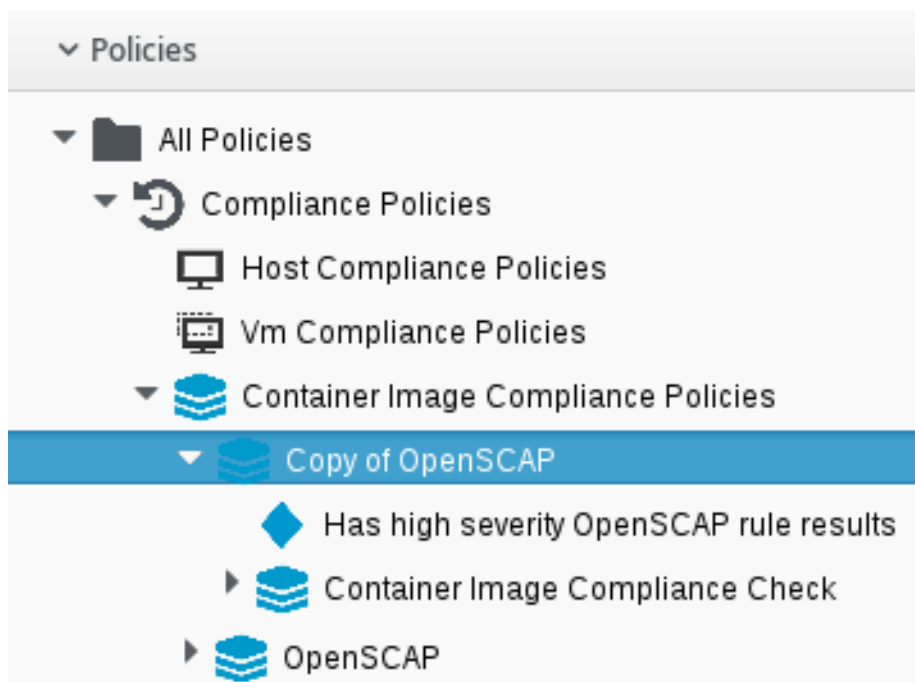 Policies
All Policies
Compliance Policies
Host Compliance Policies
Vm Compliance Policies
Container Image Compliance Policies
Copy of OpenSCAP
Has high severity OpenSCAP rule results
Container Image Compliance Check
OpenSCAP